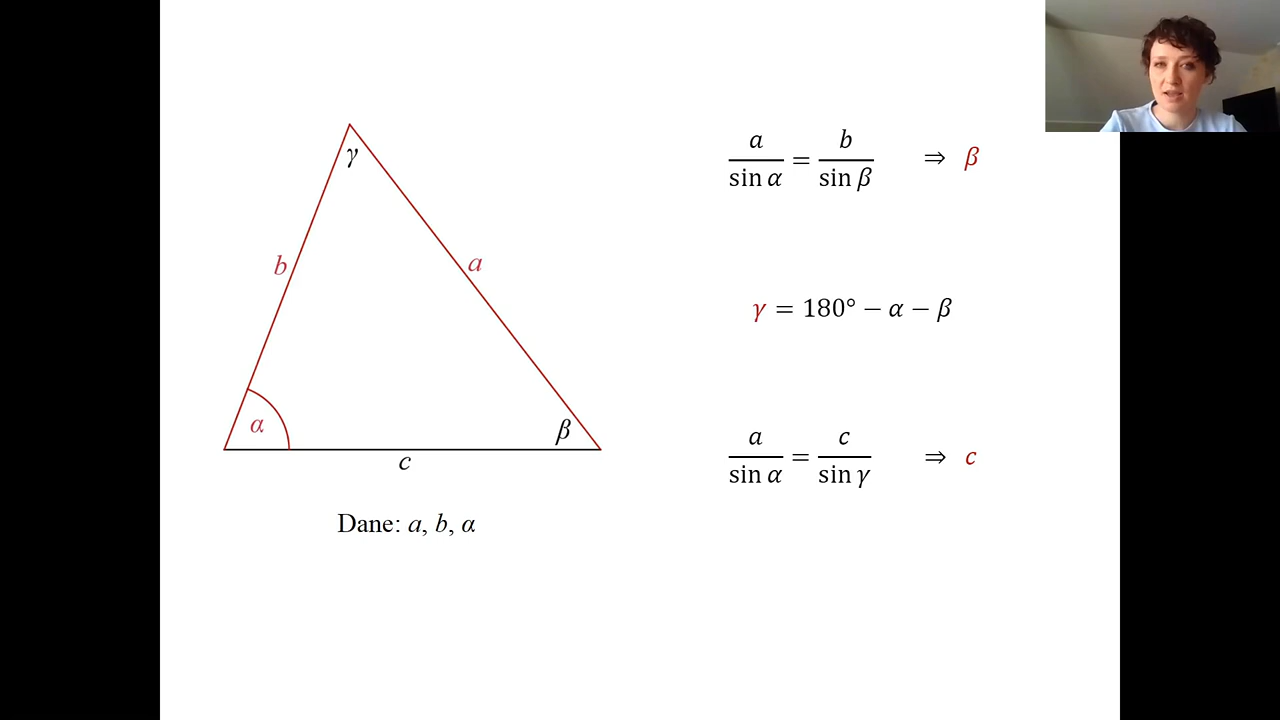 γ
b
a
α
β
c
Dane: a, b, α
a/sin α = b/sin β ⇒ β
γ = 180° − α − β
a/sin α = c/sin γ ⇒ c